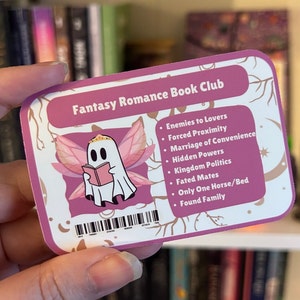 Fantasy Romance Book Club
• Enemies to Lovers
• Forced Proximity
• Marriage of Convenience
• Hidden Powers
• Kingdom Politics
• Fated Mates
• Only One Horse/Bed
• Found Family